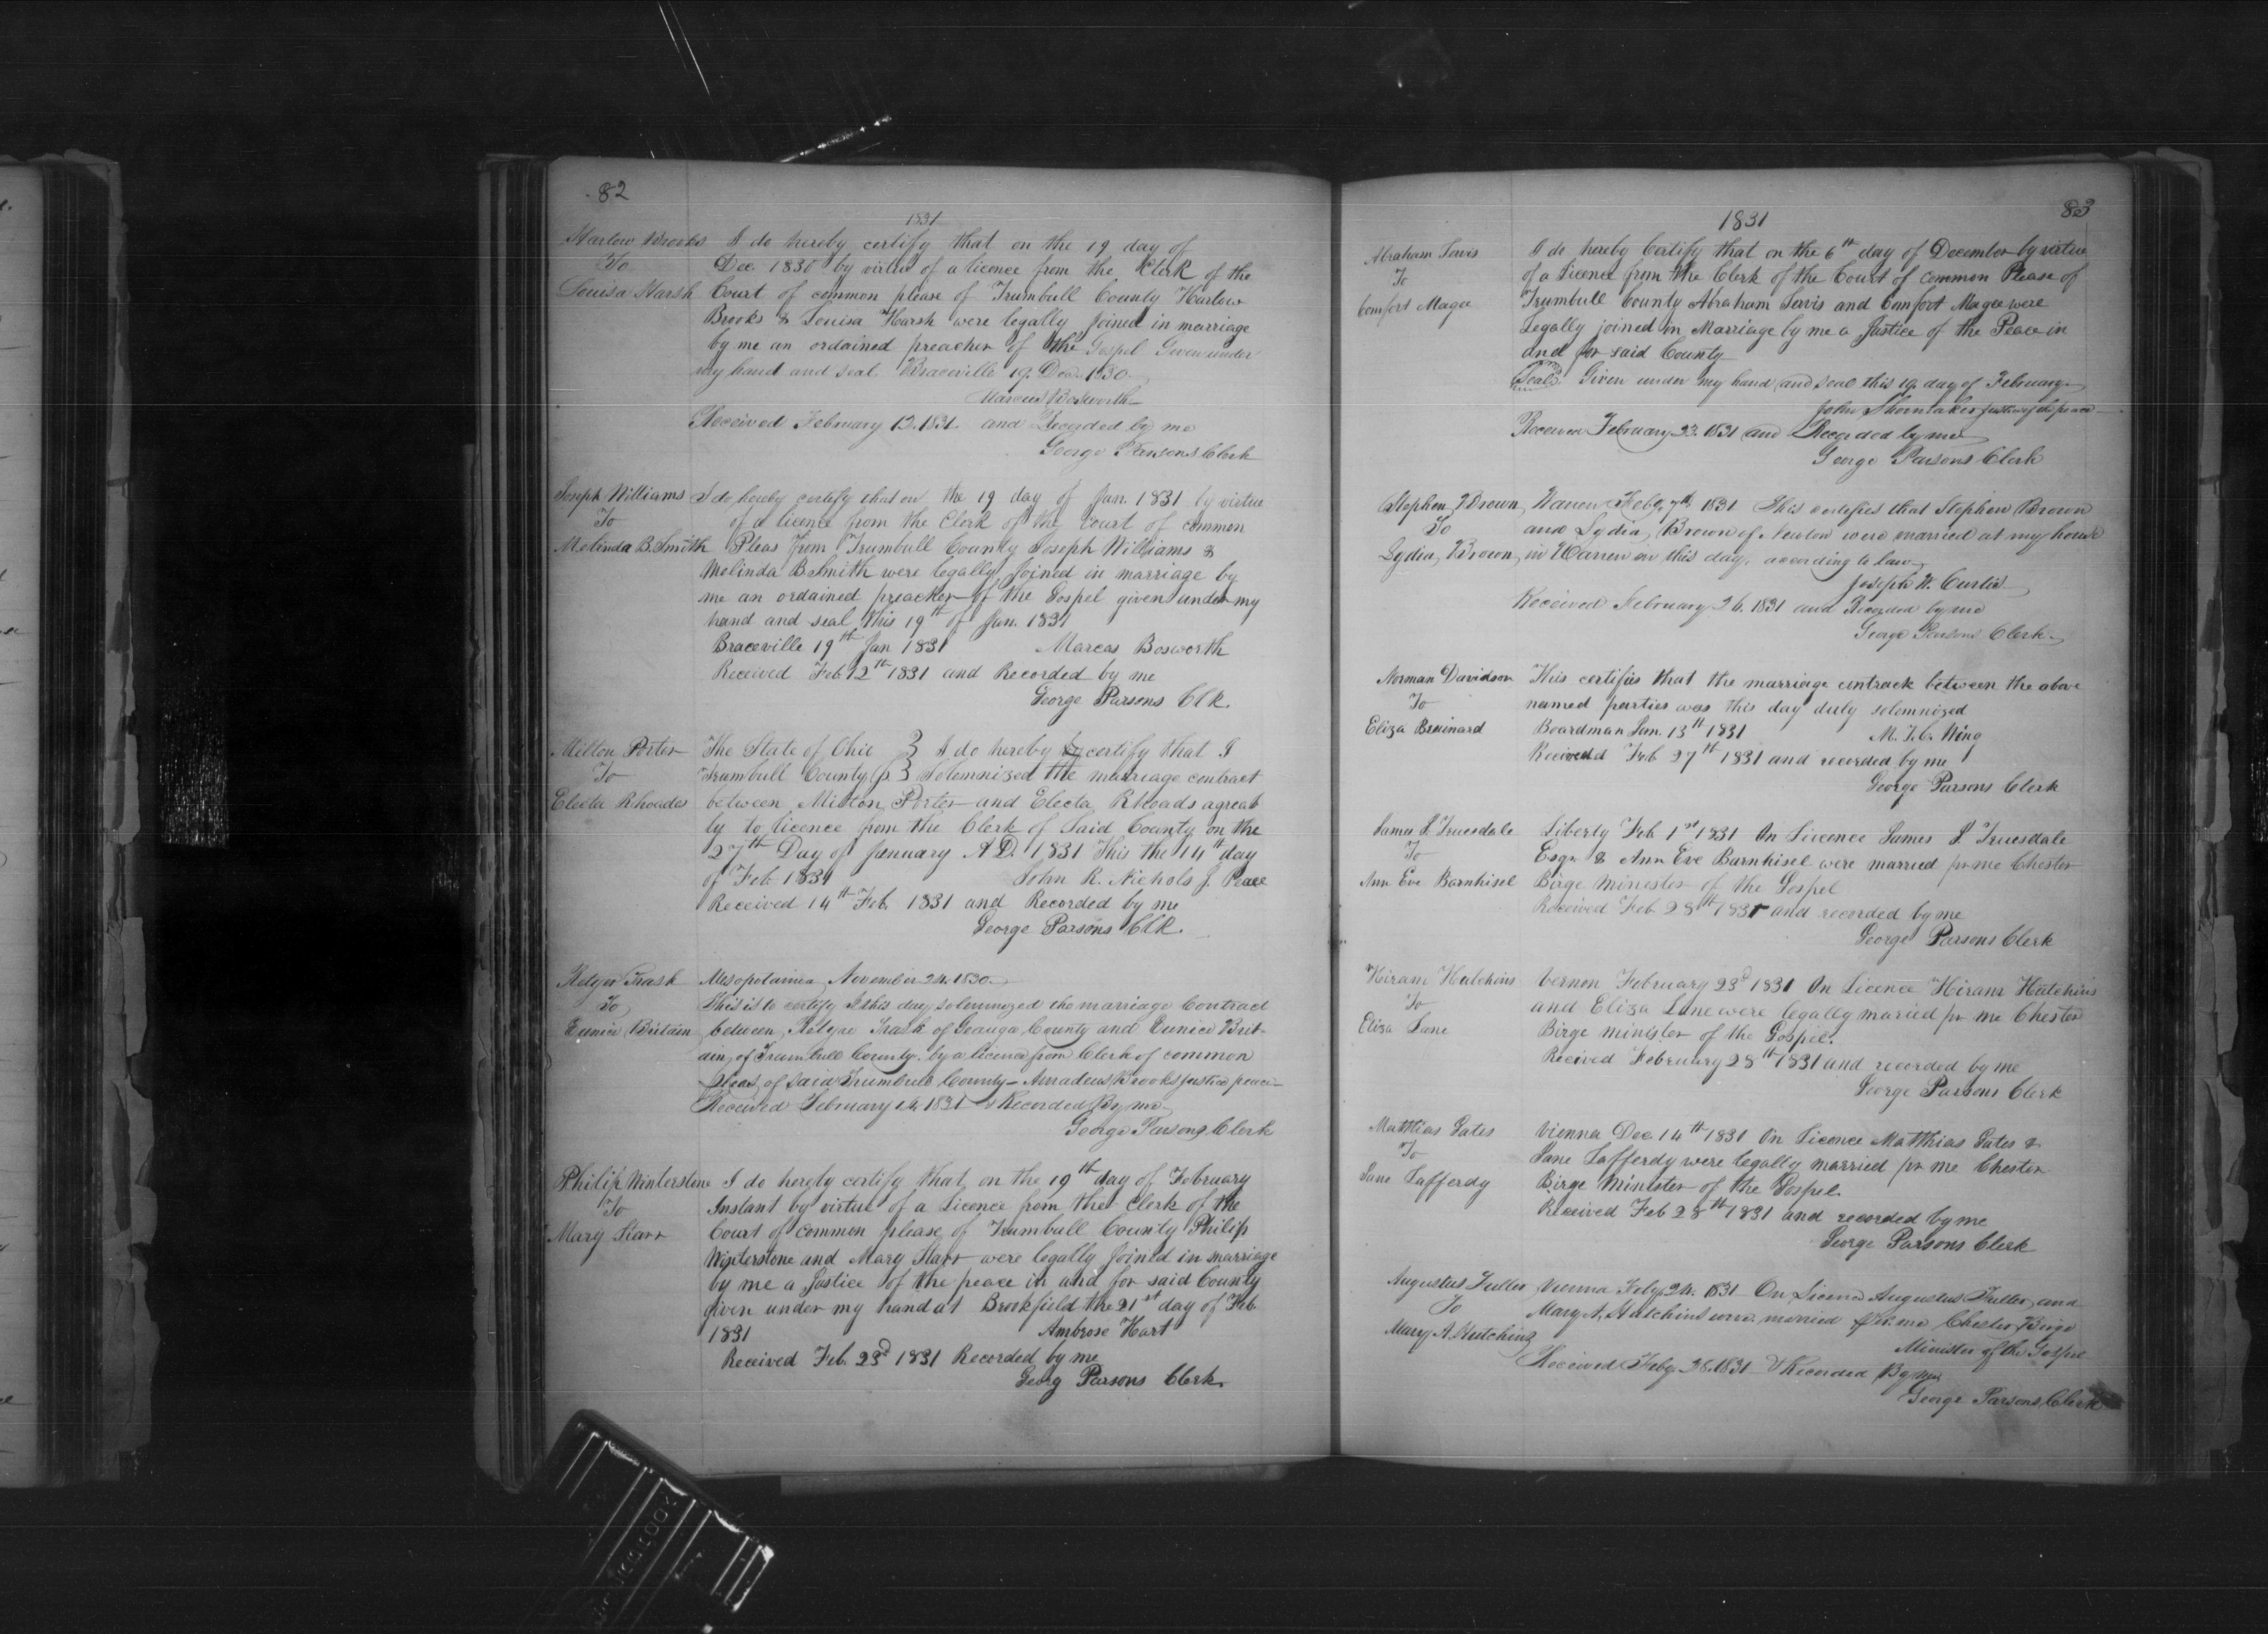 82
1831
Harlow Brooks I do hereby certify that on the 19 day of
To Dec. 1830 by virtue of a licence from the Clerk of the
Louisa Harsh Court of common please of Trumbull County Harlow
Brooks & Louisa Harsh were legally joined in marriage
by me an ordained preacher of the Gospel Given under
my hand and seal Braceville 19. Dec. 1830.
Marcus Bosworth
Received February 12. 1831. and Recorded by me
George Parsons Clerk
Joseph Williams I do hereby certify that on the 19 day of Jan. 1831 by virtue
To of a licence from the Clerk of the Court of common
Melinda B. Smith Pleas from Trumbull County Joseph Williams &
Melinda B Smith were legally joined in marriage by
me an ordained preacher of the Gospel given under my
hand and seal this 19th of Jan. 1831
Braceville 19th Jan 1831 Marcas Bosworth
Received Feb. 12th 1831 and Recorded by me
George Parsons Clk.
Milton Porter The State of Ohio } I do hereby certify that I
To Trumbull County } Solemnized the marriage contract
Electa Rhoades between Milton Porter and Electa Rhoads agreab
ly to licence from the Clerk of Said County on the
27th Day of January A.D. 1831 This the 14th day
of Feb 1831 John R. Nichols J. Peace
Received 14th Feb. 1831 and Recorded by me
George Parsons Clk.
Trask Mesopotamia November 24. 1830.
To This is to certify I this day solemnized the marriage Contract
Eunice Britain between Trask of Geauga County and Eunice Brit-
ain, of Trumbull County. by a licence from Clerk of common
pleas of said Trumbull County - Amadeus Brooks justice peace
Received February 14. 1831 & Recorded By me
George Parsons Clerk
Philip Winterstine I do hereby certify that on the 19th day of February
To Instant by virtue of a Licence from the Clerk of the
Mary Starr Court of common please of Trumbull County Philip
Winterstone and Mary Starr were legally joined in marriage
by me a Justice of the peace in and for said County
given under my hand at Brookfield the 21st day of Feb.
1831 Ambrose Hart
Received Feb. 23d 1831 Recorded by me
Georg Parsons Clerk.
83
1831
Abraham Jervis I do hereby Certify that on the 6th day of December by virtue
To of a Licence from the Clerk of the Court of Common Please of
Comfort Magee Trumbull County Abraham Jervis and Comfort Magee were
Legally joined in Marriage by me a Justice of the Peace in
and for said County
Seal Given under my hand and seal this 19 day of February
John justice of the peace
Received February 23. 1831 and Recorded by me
George Parsons Clerk
Stephen Brown Warren Feby. 7th 1831 This certifies that Stephen Brown
To and Lydia Brown of Newton were married at my house
Lydia Brown in Warren on this day. according to Law
Joseph W. Curtis
Received February 26. 1831 and Recorded by me
George Parsons Clerk
Norman Davidson This certifies that the marriage contrack between the above
To named parties was this day duly solemnized
Eliza Brainard Boardman Jan. 13th 1831 M. T. C. Wing
Received Feb 27th 1831 and recorded by me
George Parsons Clerk
James S. Truesdale Liberty Feb. 1st 1831 On Licence James S. Truesdale
To Esqr. & Ann Eve Barnhisel were married pr me Chester
Ann Eve Barnhisel Birge Minester of the Gospel
Received Feb. 28th 1831 and recorded by me
George Parsons Clerk
Hiram Hutchins Vernon February 23d 1831 On Licence Hiram Hutchins
To and Eliza Lane were legally maried pr me Chester
Eliza Lane Birge minister of the Gospel.
Received February 28th 1831 and recorded by me
George Parsons Clerk
Matthias Gates Vienna Dec. 14th 1831 On Licence Matthias Gates &
To Jane Lafferdy were legally married pr me Chester
Jane Lafferdy Birge Minister of the Gospel.
Received Feb 28th 1831 and recorded by me
George Parsons Clerk
Augustus Fuller Vienna Feby. 24. 1831 On Licence Augustus Fuller and
To Mary A. Hutchins were married pr. me Chester Birge
Mary A. Hutchins Minister of the Gospel
Received Feby. 28. 1831 & Recorded By me
George Parsons Clerk